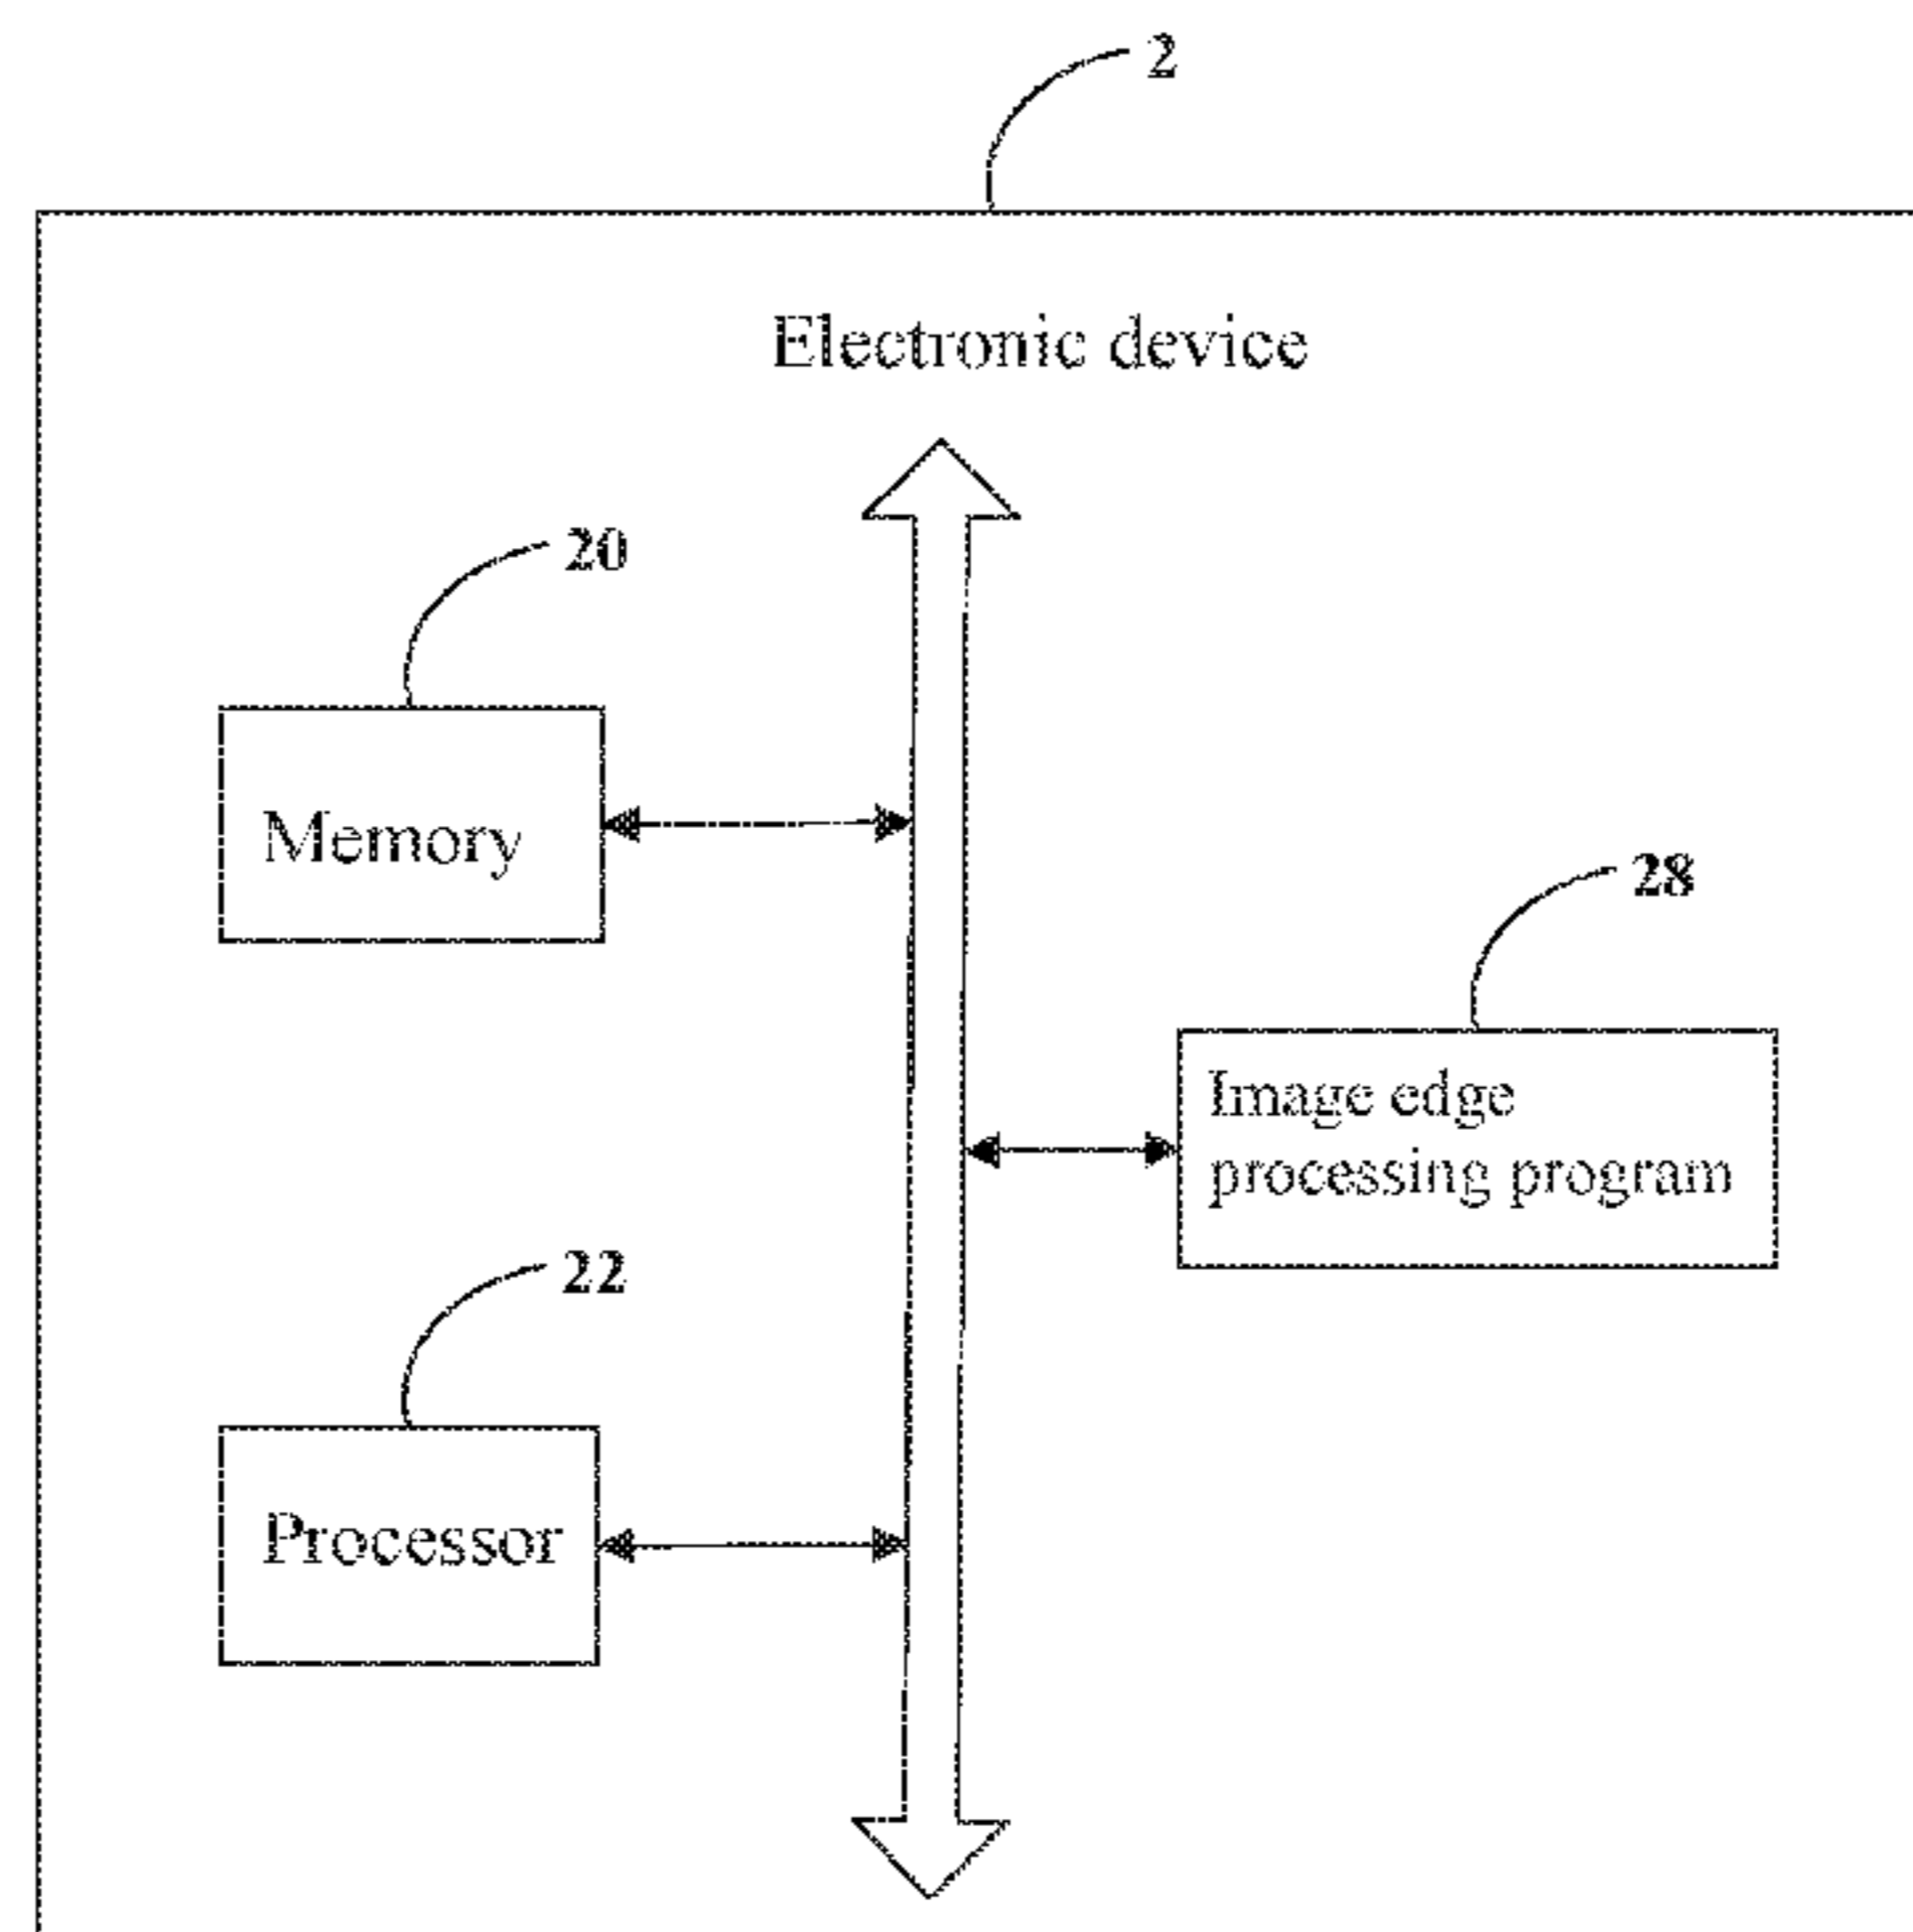 2
Electronic device
20
Memory
28
Image edge
processing program
22
Processor